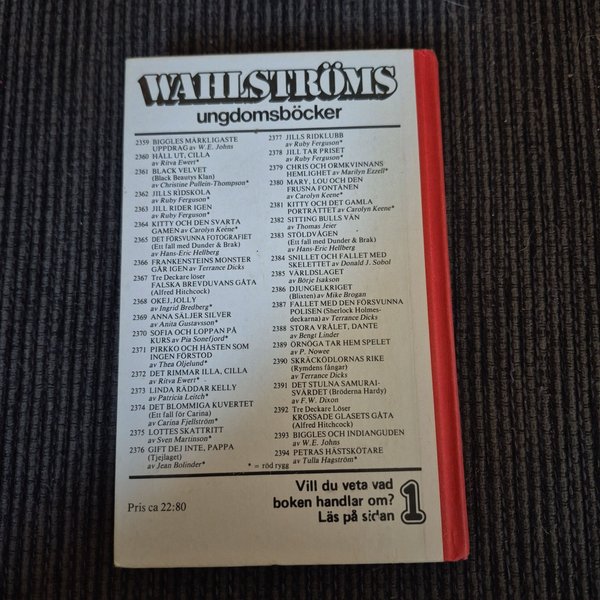 WAHLSTRÖMS
ungdomsböcker
2359 BIGGLES MÄRKLIGASTE
UPPDRAG av W.E. Johns
2360 HÅLL UT, CILLA
av Ritva Ewert*
2361 BLACK VELVET
(Black Beautys Klan)
av Christine Pullein-Thompson*
2362 JILLS RIDSKOLA
av Ruby Ferguson*
2363 JILL RIDER IGEN
av Ruby Ferguson*
2364 KITTY OCH DEN SVARTA
GAMEN av Carolyn Keene*
2365 DET FÖRSVUNNA FOTOGRAFIET
(Ett fall med Dunder & Brak)
av Hans-Eric Hellberg
2366 FRANKENSTEINS MONSTER
GÅR IGEN av Terrance Dicks
2367 Tre Deckare löser
FALSKA BREVDUVANS GÅTA
(Alfred Hitchcock)
2368 OKEJ, JOLLY
av Ingrid Bredberg*
2369 ANNA SÄLJER SILVER
av Anita Gustavsson*
2370 SOFIA OCH LOPPAN PÅ
KURS av Pia Sonefjord*
2371 PIRKKO OCH HÄSTEN SOM
INGEN FÖRSTOD
av Thea Oljelund*
2372 DET RIMMAR ILLA, CILLA
av Ritva Ewert*
2373 LINDA RÄDDAR KELLY
av Patricia Leitch*
2374 DET BLOMMIGA KUVERTET
(Ett fall för Carina)
av Carina Fjellström*
2375 LOTTES SKATTRITT
av Sven Martinson*
2376 GIFT DEJ INTE, PAPPA
(Tjejlaget)
av Jean Bolinder*
2377 JILLS RIDKLUBB
av Ruby Ferguson*
2378 JILL TAR PRISET
av Ruby Ferguson*
2379 CHRIS OCH ORMKVINNANS
HEMLIGHET av Marilyn Ezzell*
2380 MARY, LOU OCH DEN
FRUSNA FONTÄNEN
av Carolyn Keene*
2381 KITTY OCH DET GAMLA
PORTRÄTTET av Carolyn Keene*
2382 SITTING BULLS VÄN
av Thomas Jeier
2383 STÖLDVÅGEN
(Ett fall med Dunder & Brak)
av Hans-Eric Hellberg
2384 SNILLET OCH FALLET MED
SKELETTET av Donald J. Sobol
2385 VÄRLDSLAGET
av Börje Isakson
2386 DJUNGELKRIGET
(Blixten) av Mike Brogan
2387 FALLET MED DEN FÖRSVUNNA
POLISEN (Sherlock Holmes-
deckarna) av Terrance Dicks
2388 STORA VRÅLET, DANTE
av Bengt Linder
2389 ÖRNÖGA TAR HEM SPELET
av P. Nowee
2390 SKRÄCKÖDLORNAS RIKE
(Rymdens fångar)
av Terrance Dicks
2391 DET STULNA SAMURAJ-
SVÄRDET (Bröderna Hardy)
av F.W. Dixon
2392 Tre Deckare Löser
KROSSADE GLASETS GÅTA
(Alfred Hitchcock)
2393 BIGGLES OCH INDIANGUDEN
av W.E. Johns
2394 PETRAS HÄSTSKÖTARE
av Tulla Hagström*
* = röd rygg
Pris ca 22:80
Vill du veta vad
boken handlar om?
Läs på sidan 1